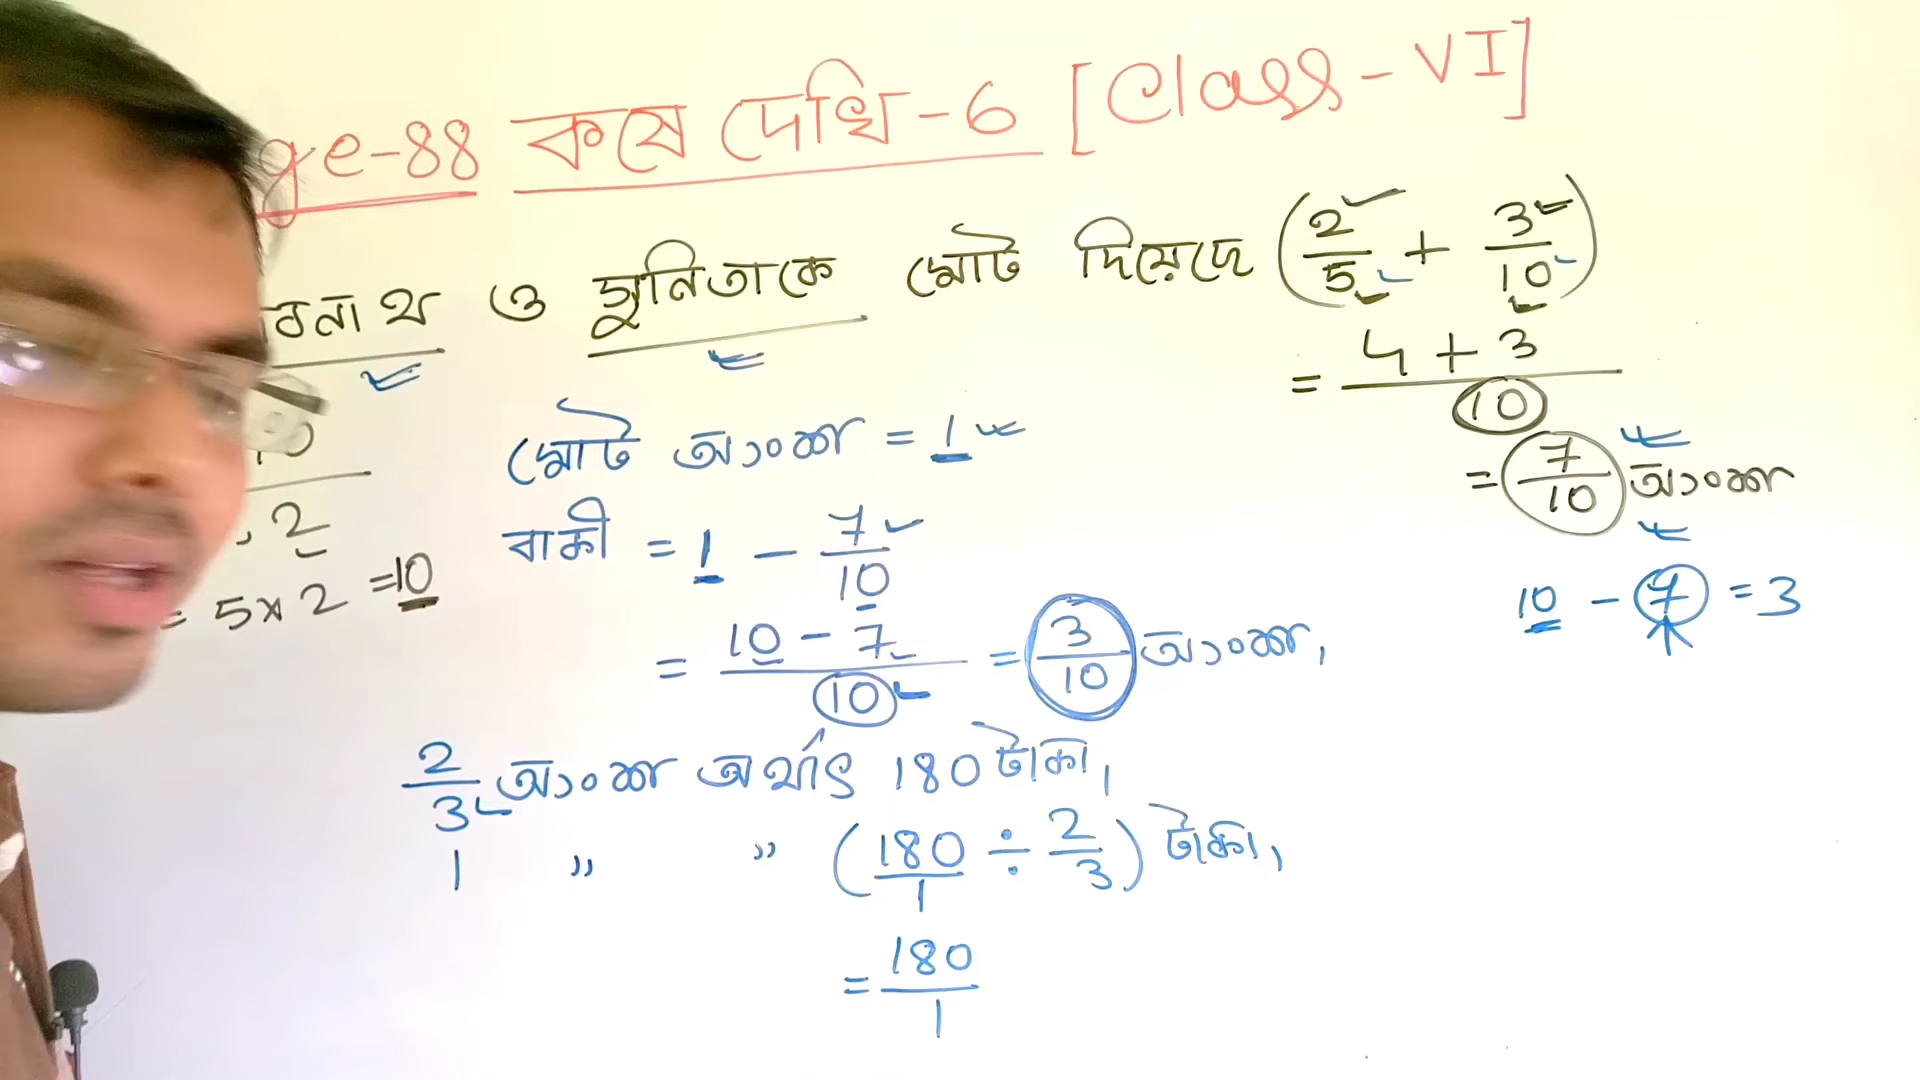 ge-88 কষে দেখি-6 [Class-VI]
বনাথ ও সুনিতাকে মোট দিয়েছে (2/5 + 3/10)
= 4+3/10
মোট অংশ = 1
= 7/10 অংশ
বাকী = 1 - 7/10
2
= 5×2 =10
10 - 7 = 3
= 10-7/10 = 3/10 অংশ,
2/3 অংশ অর্থাৎ 180 টাকা,
1 " " (180/1 ÷ 2/3) টাকা,
= 180/1